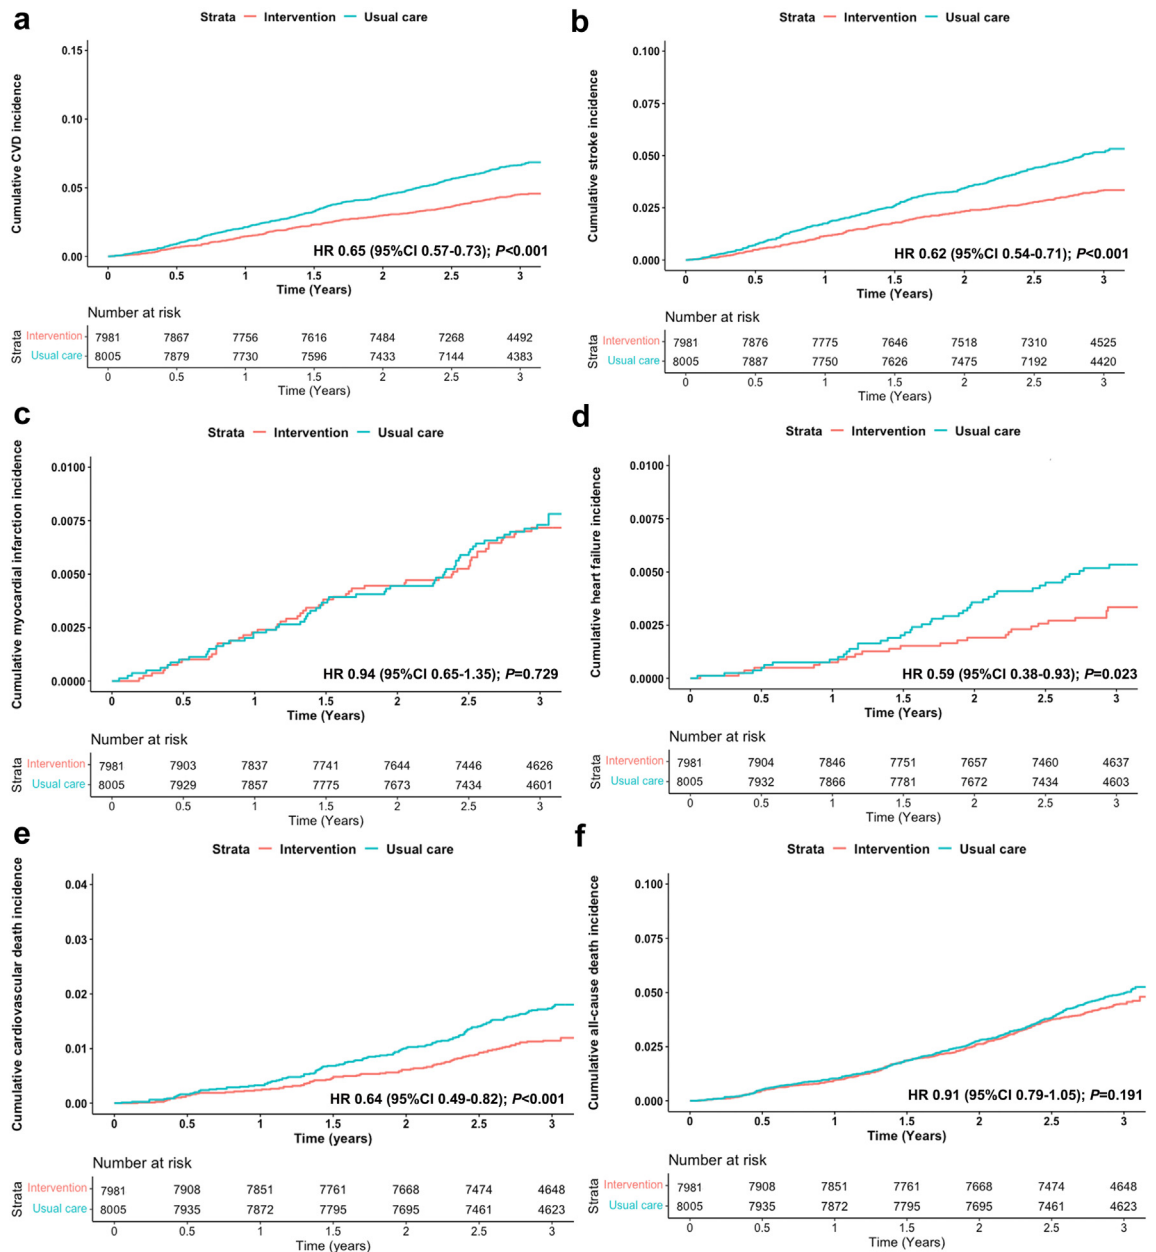 a
Strata Intervention Usual care
Cumulative CVD incidence
0.15
0.10
0.05
0.00
HR 0.65 (95%CI 0.57-0.73); P<0.001
0 0.5 1 1.5 2 2.5 3
Time (Years)
Number at risk
Strata
Intervention 7981 7867 7756 7616 7484 7268 4492
Usual care 8005 7879 7730 7596 7433 7144 4383
0 0.5 1 1.5 2 2.5 3
Time (Years)
b
Strata Intervention Usual care
Cumulative stroke incidence
0.100
0.075
0.050
0.025
0.000
HR 0.62 (95%CI 0.54-0.71); P<0.001
0 0.5 1 1.5 2 2.5 3
Time (Years)
Number at risk
Strata
Intervention 7981 7876 7775 7646 7518 7310 4525
Usual care 8005 7887 7750 7626 7475 7192 4420
0 0.5 1 1.5 2 2.5 3
Time (Years)
c
Strata Intervention Usual care
Cumulative myocardial infarction incidence
0.0100
0.0075
0.0050
0.0025
0.0000
HR 0.94 (95%CI 0.65-1.35); P=0.729
0 0.5 1 1.5 2 2.5 3
Time (Years)
Number at risk
Strata
Intervention 7981 7903 7837 7741 7644 7446 4626
Usual care 8005 7929 7857 7775 7673 7434 4601
0 0.5 1 1.5 2 2.5 3
Time (Years)
d
Strata Intervention Usual care
Cumulative heart failure incidence
0.0100
0.0075
0.0050
0.0025
0.0000
HR 0.59 (95%CI 0.38-0.93); P=0.023
0 0.5 1 1.5 2 2.5 3
Time (Years)
Number at risk
Strata
Intervention 7981 7904 7846 7751 7657 7460 4637
Usual care 8005 7932 7866 7781 7672 7434 4603
0 0.5 1 1.5 2 2.5 3
Time (Years)
e
Strata Intervention Usual care
Cumulative cardiovascular death incidence
0.04
0.03
0.02
0.01
0.00
HR 0.64 (95%CI 0.49-0.82); P<0.001
0 0.5 1 1.5 2 2.5 3
Time (years)
Number at risk
Strata
Intervention 7981 7908 7851 7761 7668 7474 4648
Usual care 8005 7935 7872 7795 7695 7461 4623
0 0.5 1 1.5 2 2.5 3
Time (years)
f
Strata Intervention Usual care
Cumulative all-cause death incidence
0.100
0.075
0.050
0.025
0.000
HR 0.91 (95%CI 0.79-1.05); P=0.191
0 0.5 1 1.5 2 2.5 3
Time (Years)
Number at risk
Strata
Intervention 7981 7908 7851 7761 7668 7474 4648
Usual care 8005 7935 7872 7795 7695 7461 4623
0 0.5 1 1.5 2 2.5 3
Time (Years)